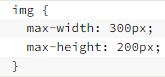 img {
  max-width: 300px;
  max-height: 200px;
}